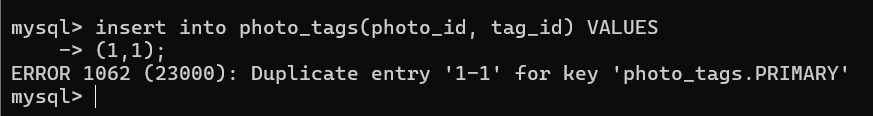 mysql> insert into photo_tags(photo_id, tag_id) VALUES
    -> (1,1);
ERROR 1062 (23000): Duplicate entry '1-1' for key 'photo_tags.PRIMARY'
mysql>